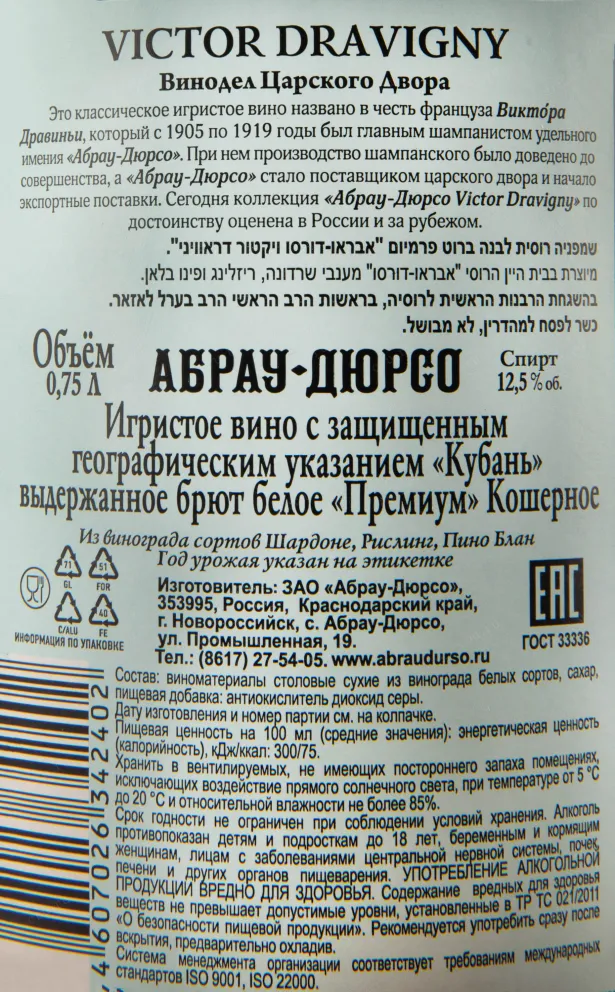 VICTOR DRAVIGNY
Винодел Царского Двора
Это классическое игристое вино названо в честь француза Викто́ра
Дравиньи, который с 1905 по 1919 годы был главным шампанистом удельного
имения «Абрау-Дюрсо». При нем производство шампанского было доведено до
совершенства, а «Абрау-Дюрсо» стало поставщиком царского двора и начало
экспортные поставки. Сегодня коллекция «Абрау-Дюрсо Victor Dravigny» по
достоинству оценена в России и за рубежом.
שמפניה רוסית לבנה ברוט פרמיום "אבראו-דורסו ויקטור דראוויני".
מיוצרת בבית היין הרוסי "אבראו-דורסו" מענבי שרדונה, ריזלינג ופינו בלאן.
בהשגחת הרבנות הראשית לרוסיה, בראשות הרב הראשי הרב בערל לאזאר.
כשר לפסח למהדרין, לא מבושל.
Объём
0,75 Л
АБРАУ-ДЮРСО
Спирт
12,5 % об.
Игристое вино с защищенным
географическим указанием «Кубань»
выдержанное брют белое «Премиум» Кошерное
Из винограда сортов Шардоне, Рислинг, Пино Блан
Год урожая указан на этикетке
71
GL
51
FOR
C/ALU
40
FE
ИНФОРМАЦИЯ ПО УПАКОВКЕ
Изготовитель: ЗАО «Абрау-Дюрсо»,
353995, Россия, Краснодарский край,
г. Новороссийск, с. Абрау-Дюрсо,
ул. Промышленная, 19.
Тел.: (8617) 27-54-05. www.abraudurso.ru
EAC
ГОСТ 33336
4 607026 342402
Состав: виноматериалы столовые сухие из винограда белых сортов, сахар,
пищевая добавка: антиокислитель диоксид серы.
Дату изготовления и номер партии см. на колпачке.
Пищевая ценность на 100 мл (средние значения): энергетическая ценность
(калорийность), кДж/ккал: 300/75.
Хранить в вентилируемых, не имеющих постороннего запаха помещениях,
исключающих воздействие прямого солнечного света, при температуре от 5 °С
до 20 °С и относительной влажности не более 85%.
Срок годности не ограничен при соблюдении условий хранения. Алкоголь
противопоказан детям и подросткам до 18 лет, беременным и кормящим
женщинам, лицам с заболеваниями центральной нервной системы, почек,
печени и других органов пищеварения. УПОТРЕБЛЕНИЕ АЛКОГОЛЬНОЙ
ПРОДУКЦИИ ВРЕДНО ДЛЯ ЗДОРОВЬЯ. Содержание вредных для здоровья
веществ не превышает допустимые уровни, установленные в ТР ТС 021/2011
«О безопасности пищевой продукции». Рекомендуется употребить сразу после
вскрытия, предварительно охладив.
Система менеджмента организации соответствует требованиям международных
стандартов ISO 9001, ISO 22000.